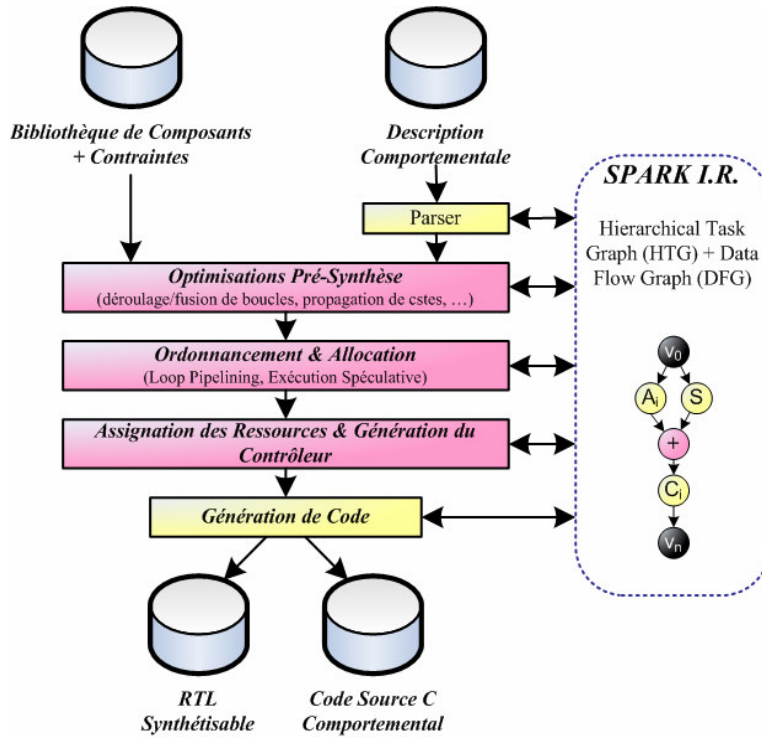 Bibliothèque de Composants
+ Contraintes
Description
Comportementale
SPARK I.R.
Hierarchical Task
Graph (HTG) + Data
Flow Graph (DFG)
Parser
Optimisations Pré-Synthèse
(déroulage/fusion de boucles, propagation de cstes, …)
Ordonnancement & Allocation
(Loop Pipelining, Exécution Spéculative)
Assignation des Ressources & Génération du
Contrôleur
Génération de Code
v0
Ai
S
+
Ci
vn
RTL
Synthétisable
Code Source C
Comportemental